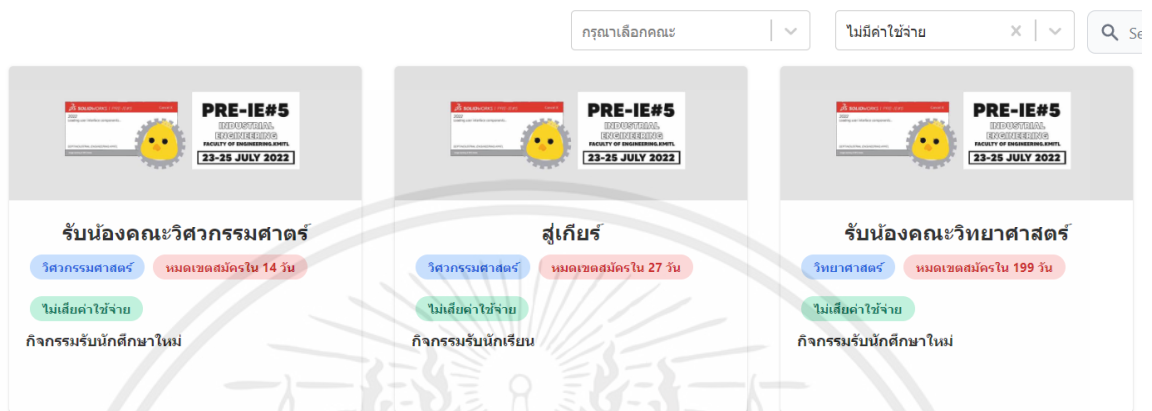 กรุณาเลือกคณะ
ไม่มีค่าใช้จ่าย
Se
PRE-IE#5
INDUSTRIAL
ENGINEERING
FACULTY OF ENGINEERING.KMITL
23-25 JULY 2022
PRE-IE#5
INDUSTRIAL
ENGINEERING
FACULTY OF ENGINEERING.KMITL
23-25 JULY 2022
PRE-IE#5
INDUSTRIAL
ENGINEERING
FACULTY OF ENGINEERING.KMITL
23-25 JULY 2022
รับน้องคณะวิศวกรรมศาตร์
วิศวกรรมศาสตร์
หมดเขตสมัครใน 14 วัน
ไม่เสียค่าใช้จ่าย
กิจกรรมรับนักศึกษาใหม่
สู่เกียร์
วิศวกรรมศาสตร์
หมดเขตสมัครใน 27 วัน
ไม่เสียค่าใช้จ่าย
กิจกรรมรับนักเรียน
รับน้องคณะวิทยาศาสตร์
วิทยาศาสตร์
หมดเขตสมัครใน 199 วัน
ไม่เสียค่าใช้จ่าย
กิจกรรมรับนักศึกษาใหม่